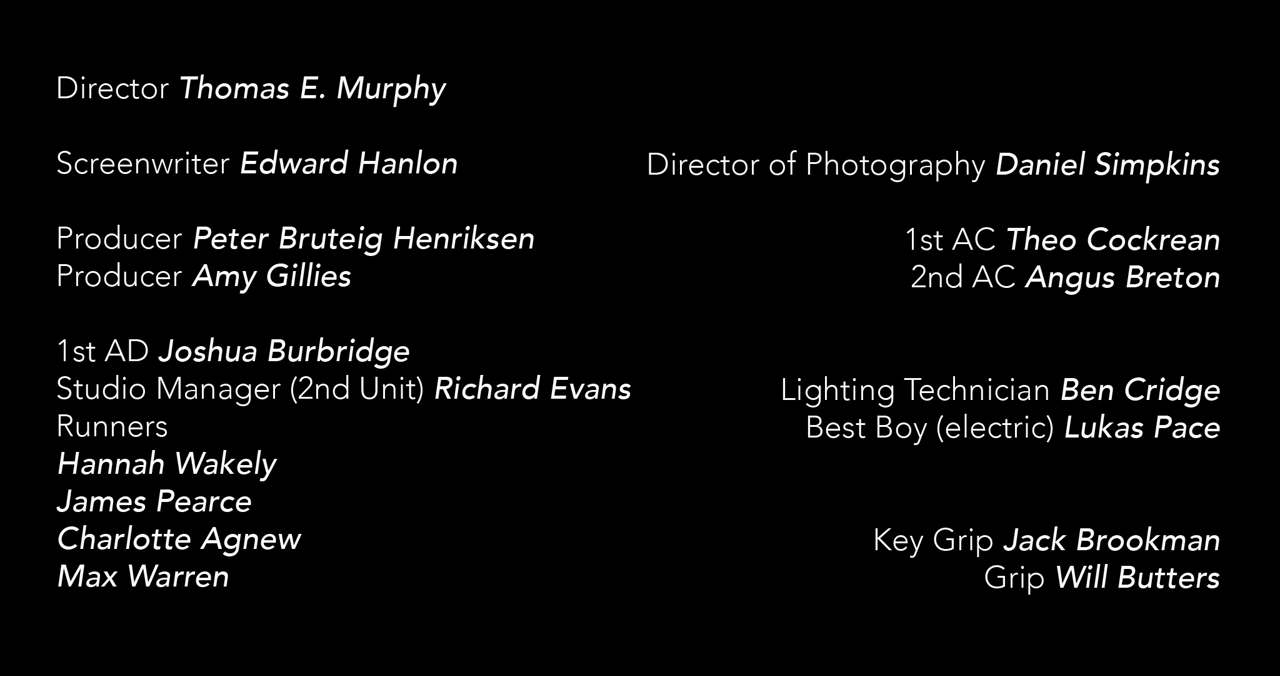 Director Thomas E. Murphy
Screenwriter Edward Hanlon
Producer Peter Bruteig Henriksen
Producer Amy Gillies
1st AD Joshua Burbridge
Studio Manager (2nd Unit) Richard Evans
Runners
Hannah Wakely
James Pearce
Charlotte Agnew
Max Warren
Director of Photography Daniel Simpkins
1st AC Theo Cockrean
2nd AC Angus Breton
Lighting Technician Ben Cridge
Best Boy (electric) Lukas Pace
Key Grip Jack Brookman
Grip Will Butters